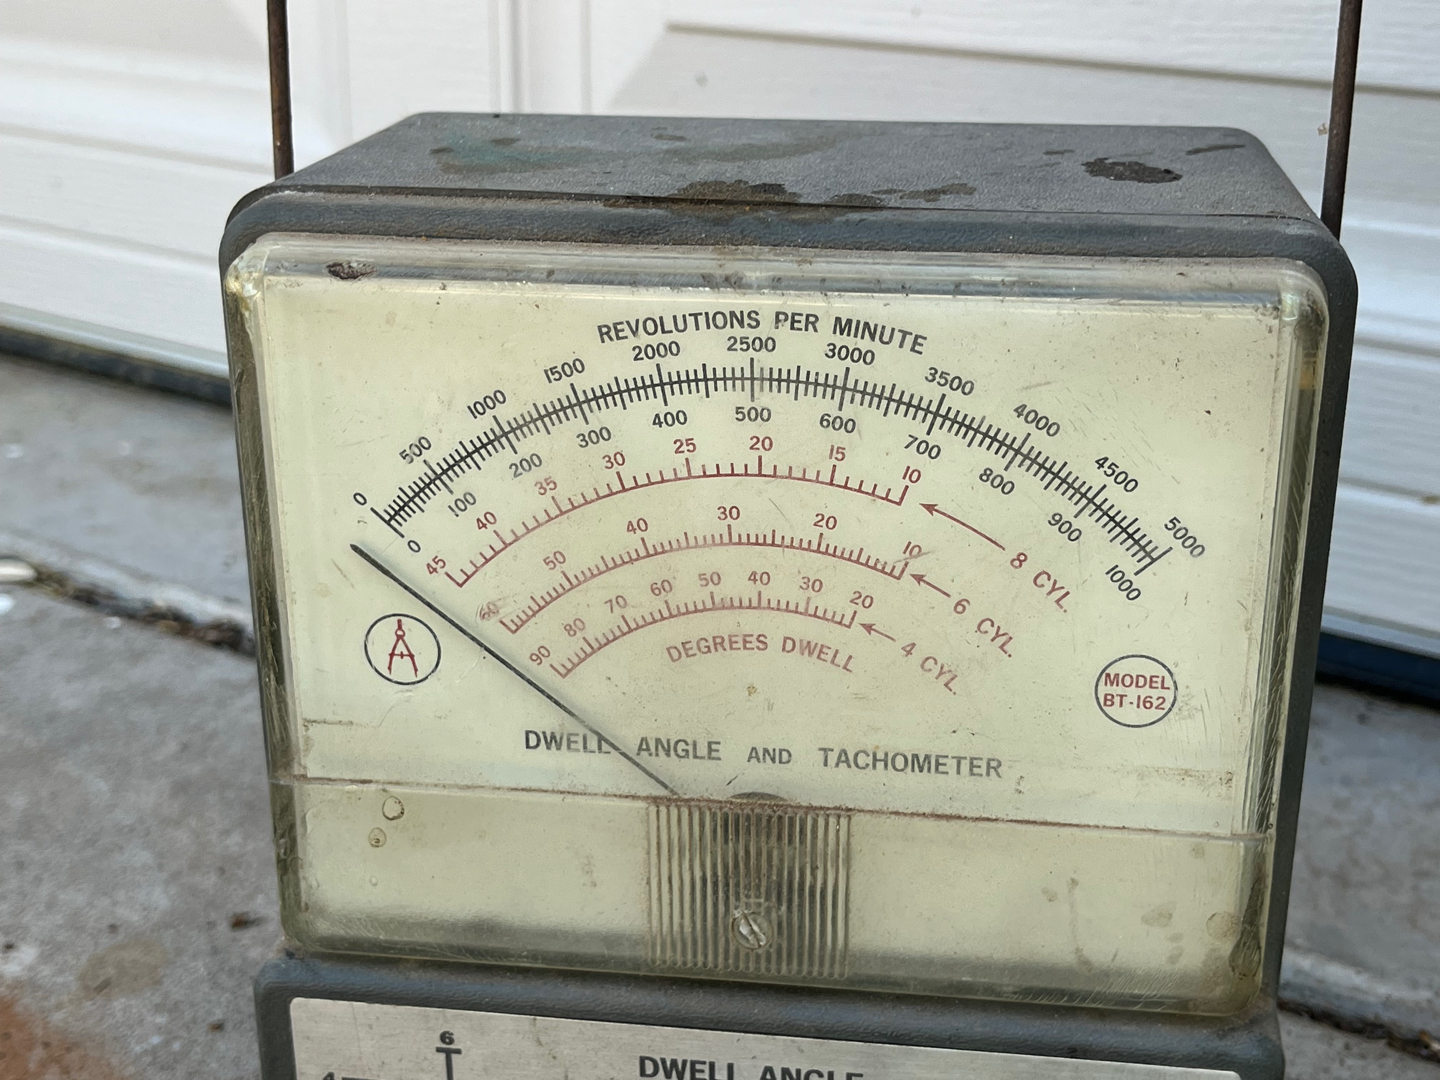 REVOLUTIONS PER MINUTE
0 500 1000 1500 2000 2500 3000 3500 4000 4500 5000
0 100 200 300 400 500 600 700 800 900 1000
45 40 35 30 25 20 15 10 8 CYL.
60 50 40 30 20 10 6 CYL.
90 80 70 60 50 40 30 20 4 CYL.
DEGREES DWELL
A
MODEL
BT-162
DWELL ANGLE AND TACHOMETER
6
4
DWELL ANGLE